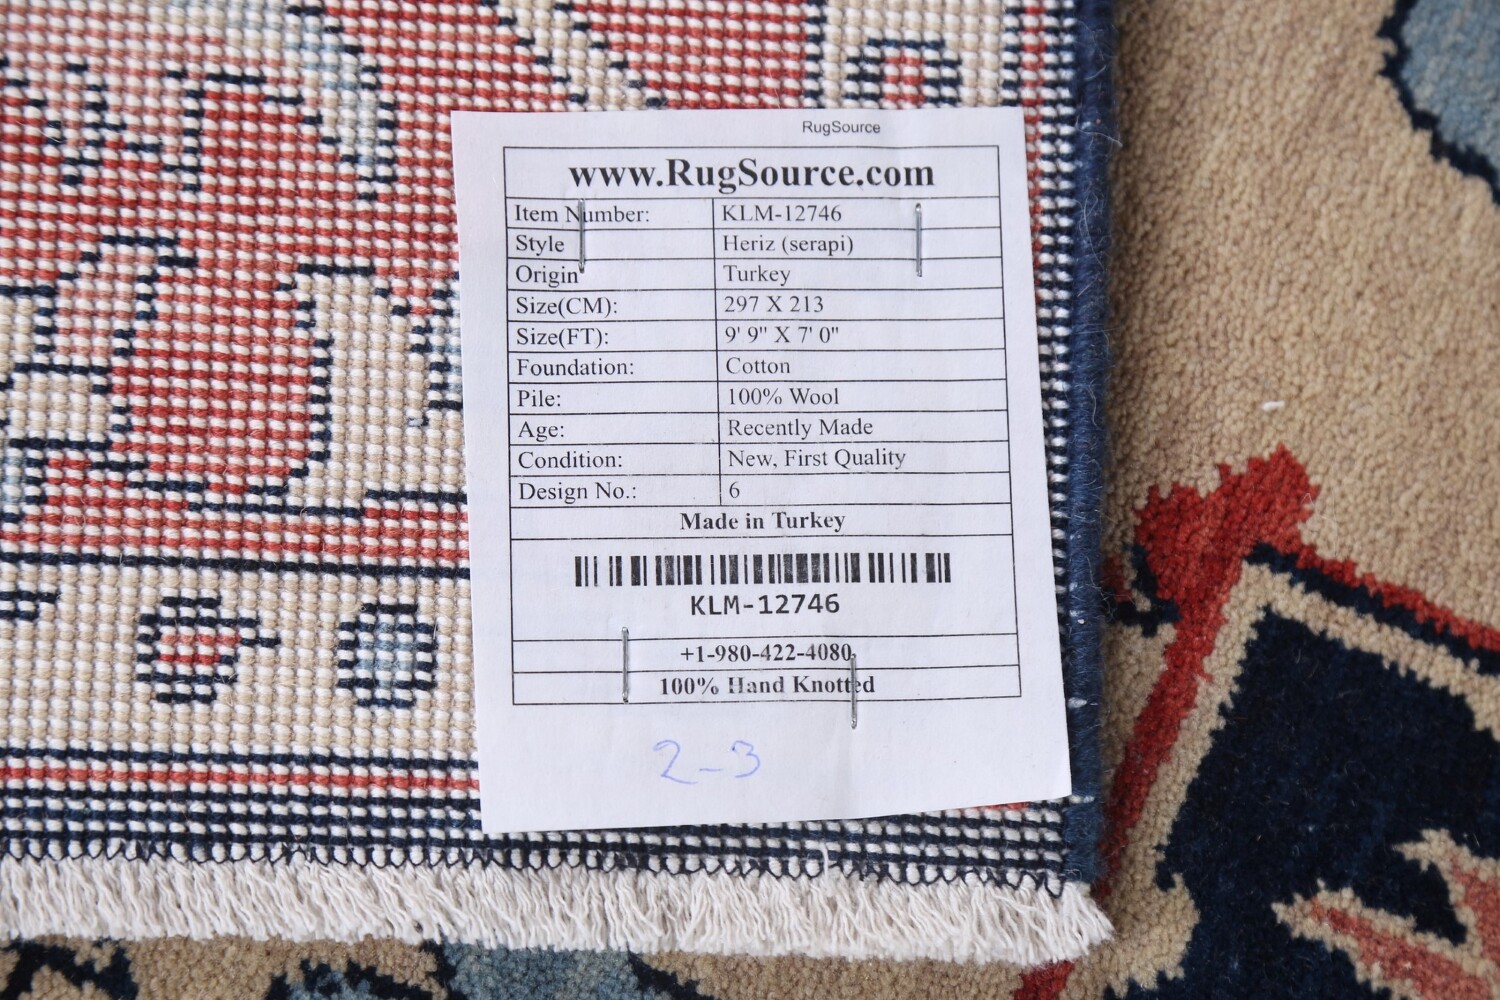 RugSource
www.RugSource.com
Item Number: KLM-12746
Style Heriz (serapi)
Origin Turkey
Size(CM): 297 X 213
Size(FT): 9' 9" X 7' 0"
Foundation: Cotton
Pile: 100% Wool
Age: Recently Made
Condition: New, First Quality
Design No.: 6
Made in Turkey
KLM-12746
+1-980-422-4080
100% Hand Knotted
2-3